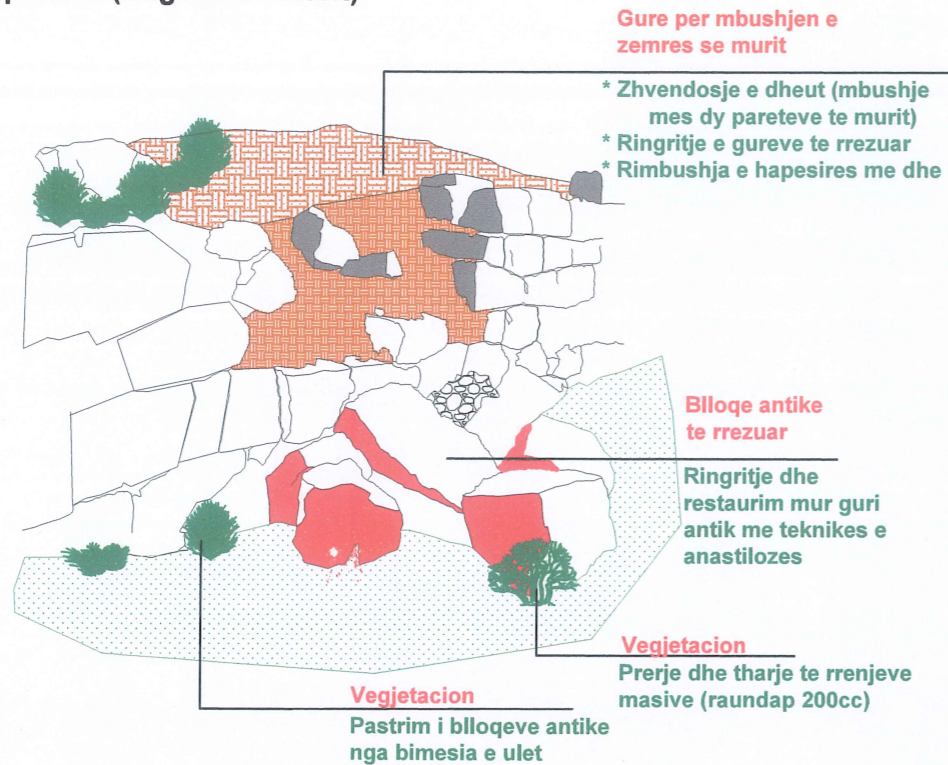 Gure per mbushjen e
zemres se murit
* Zhvendosje e dheut (mbushje
mes dy pareteve te murit)
* Ringritje e gureve te rrezuar
* Rimbushja e hapesires me dhe
Blloqe antike
te rrezuar
Ringritje dhe
restaurim mur guri
antik me teknikes e
anastilozes
Vegjetacion
Prerje dhe tharje te rrenjeve
masive (raundap 200cc)
Vegjetacion
Pastrim i blloqeve antike
nga bimesia e ulet